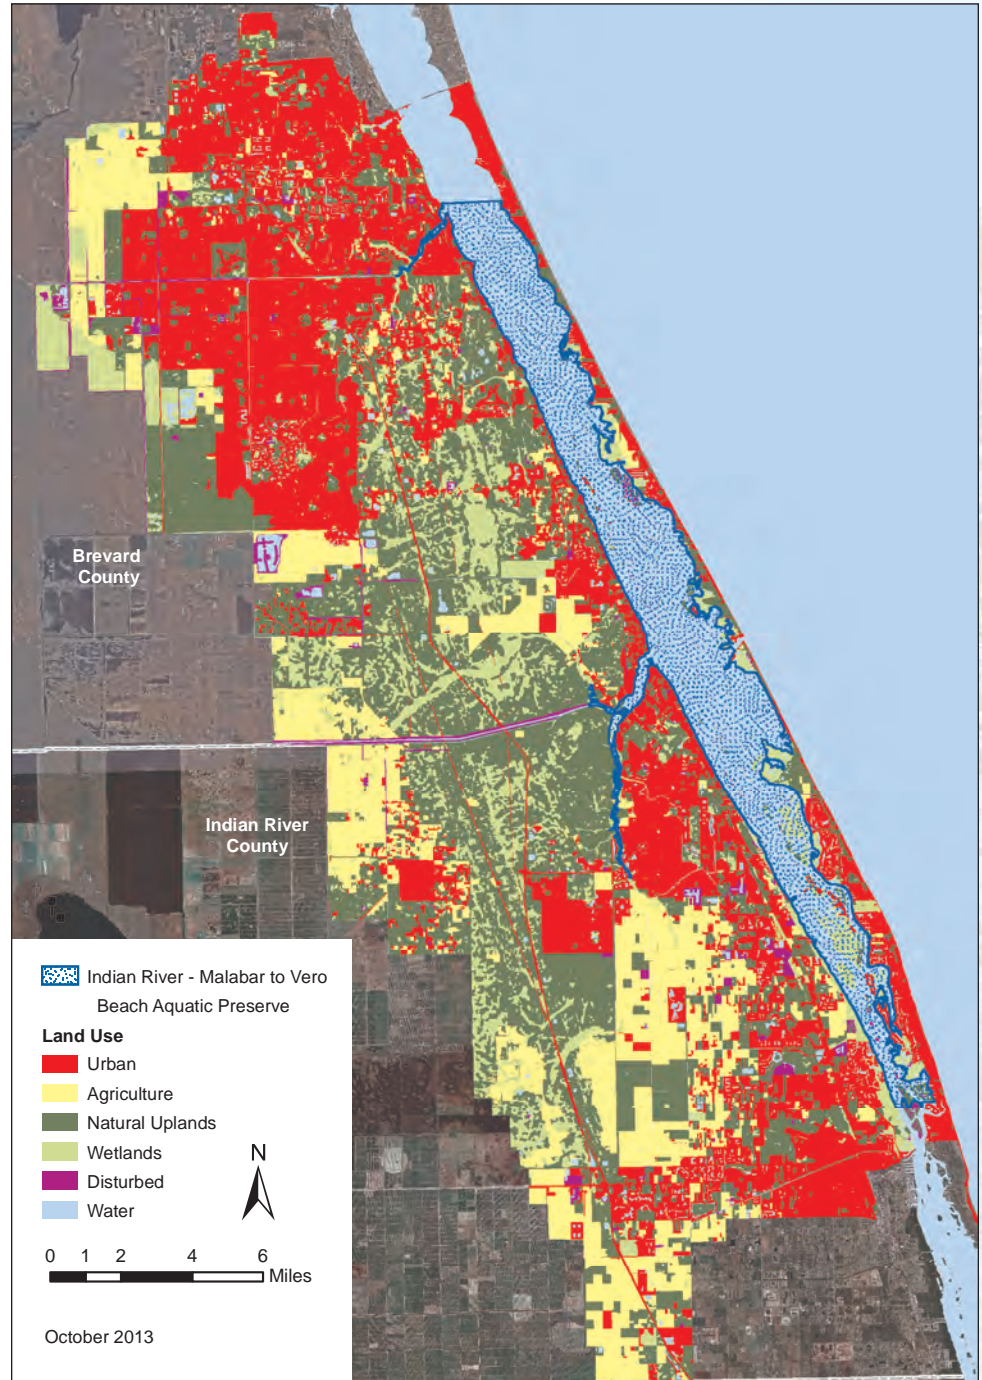 Brevard
County
Indian River
County
Indian River - Malabar to Vero
Beach Aquatic Preserve
Land Use
Urban
Agriculture
Natural Uplands
Wetlands
Disturbed
Water
N
0 1 2 4 6
Miles
October 2013